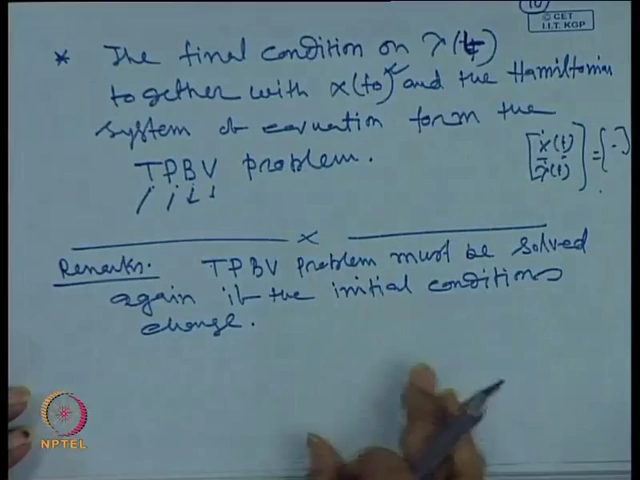 10
© CET
I.I.T. KGP
* The final condition on λ(tf)
together with x(t0) and the Hamiltonian
system of equation form the
TPBV problem.
[ẋ(t) λ̇(t)] = [ - ]
×
Remarks. TPBV problem must be solved
again if the initial conditions
change.
NPTEL